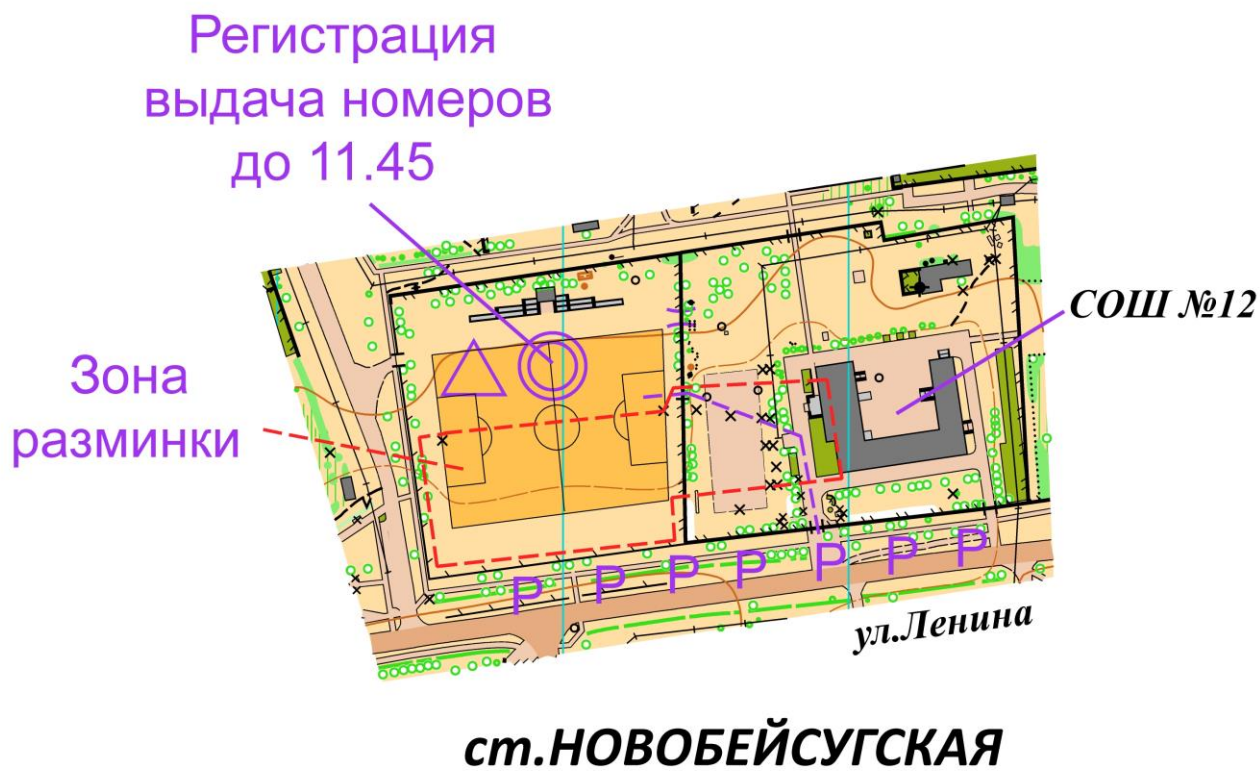 Регистрация
выдача номеров
до 11.45
СОШ №12
Зона
разминки
P P P P P P P
ул.Ленина
ст.НОВОБЕЙСУГСКАЯ